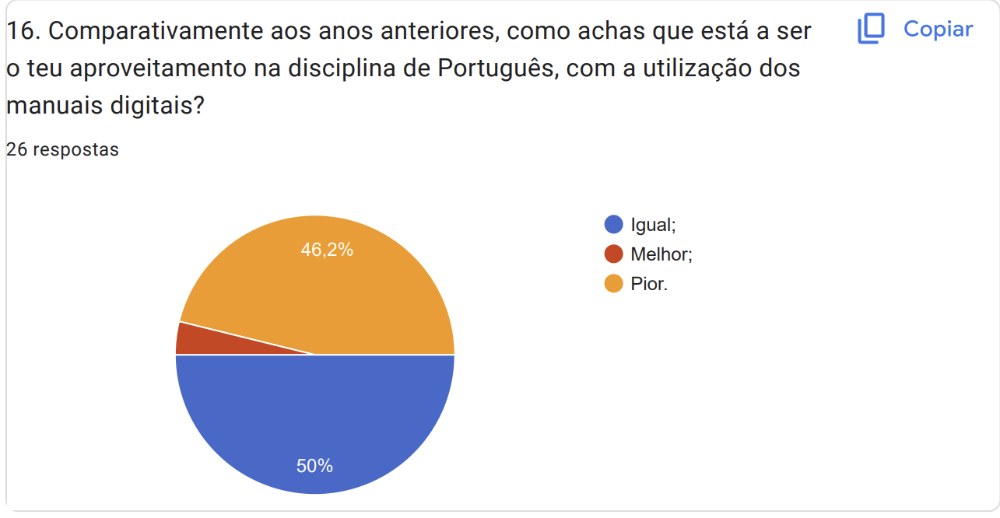 16. Comparativamente aos anos anteriores, como achas que está a ser
o teu aproveitamento na disciplina de Português, com a utilização dos
manuais digitais?
Copiar
26 respostas
46,2%
50%
Igual;
Melhor;
Pior.